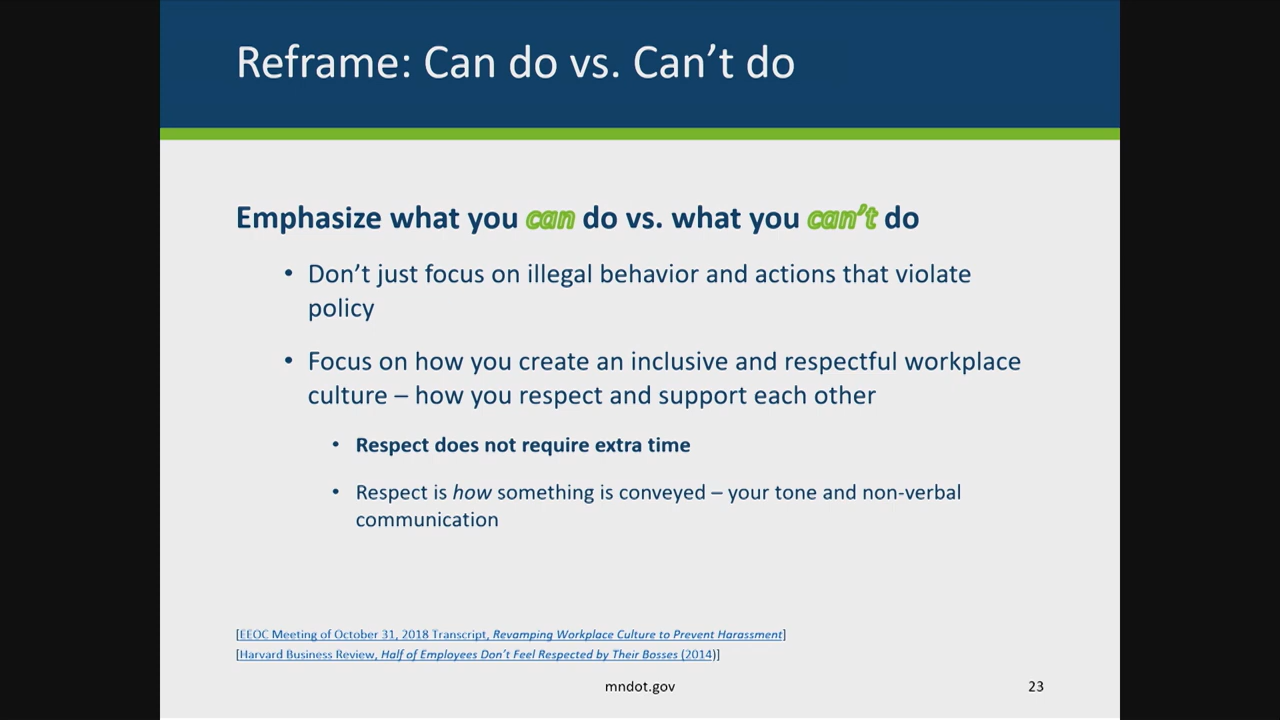 Reframe: Can do vs. Can’t do
Emphasize what you can do vs. what you can’t do
• Don’t just focus on illegal behavior and actions that violate
policy
• Focus on how you create an inclusive and respectful workplace
culture – how you respect and support each other
• Respect does not require extra time
• Respect is how something is conveyed – your tone and non-verbal
communication
[EEOC Meeting of October 31, 2018 Transcript, Revamping Workplace Culture to Prevent Harassment]
[Harvard Business Review, Half of Employees Don’t Feel Respected by Their Bosses (2014)]
mndot.gov
23